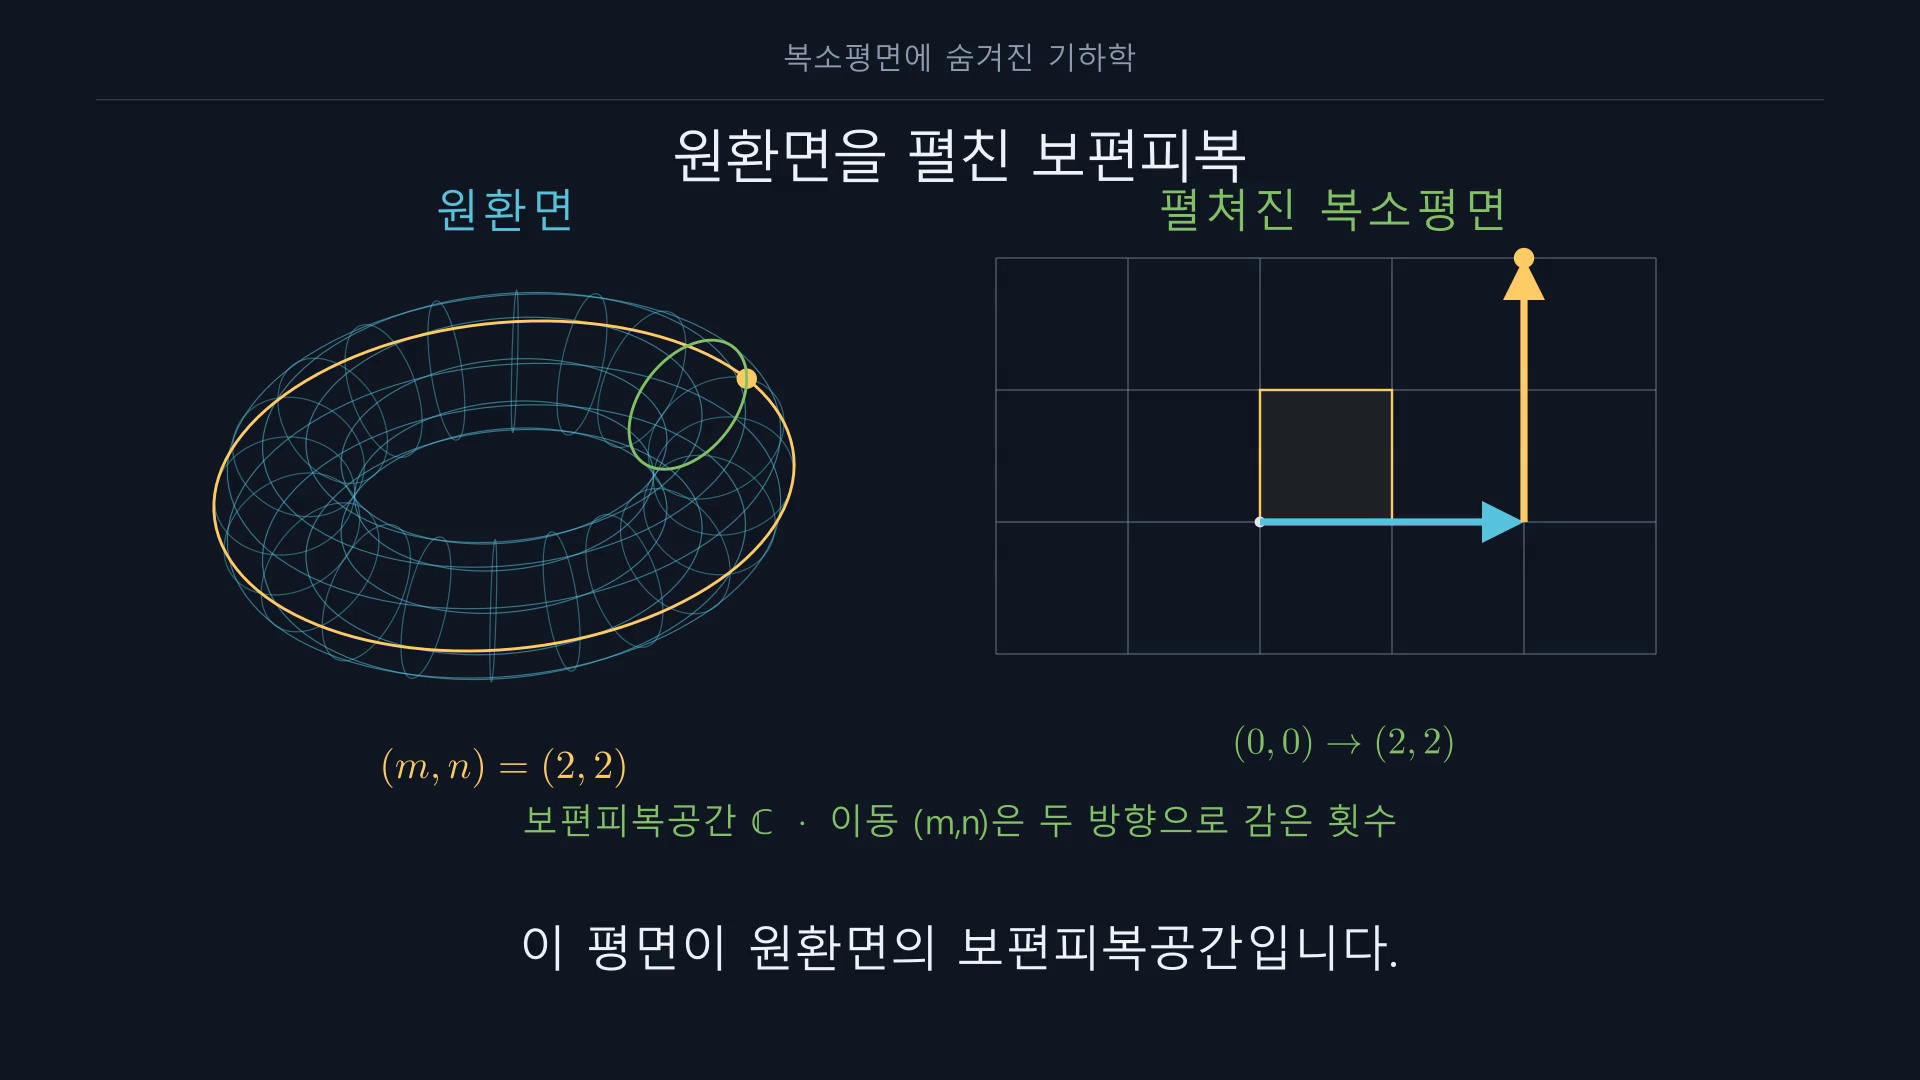 복소평면에 숨겨진 기하학
원환면을 펼친 보편피복
원환면
펼쳐진 복소평면
(m, n) = (2, 2)
(0, 0) → (2, 2)
보편피복공간 ℂ · 이동 (m,n)은 두 방향으로 감은 횟수
이 평면이 원환면의 보편피복공간입니다.